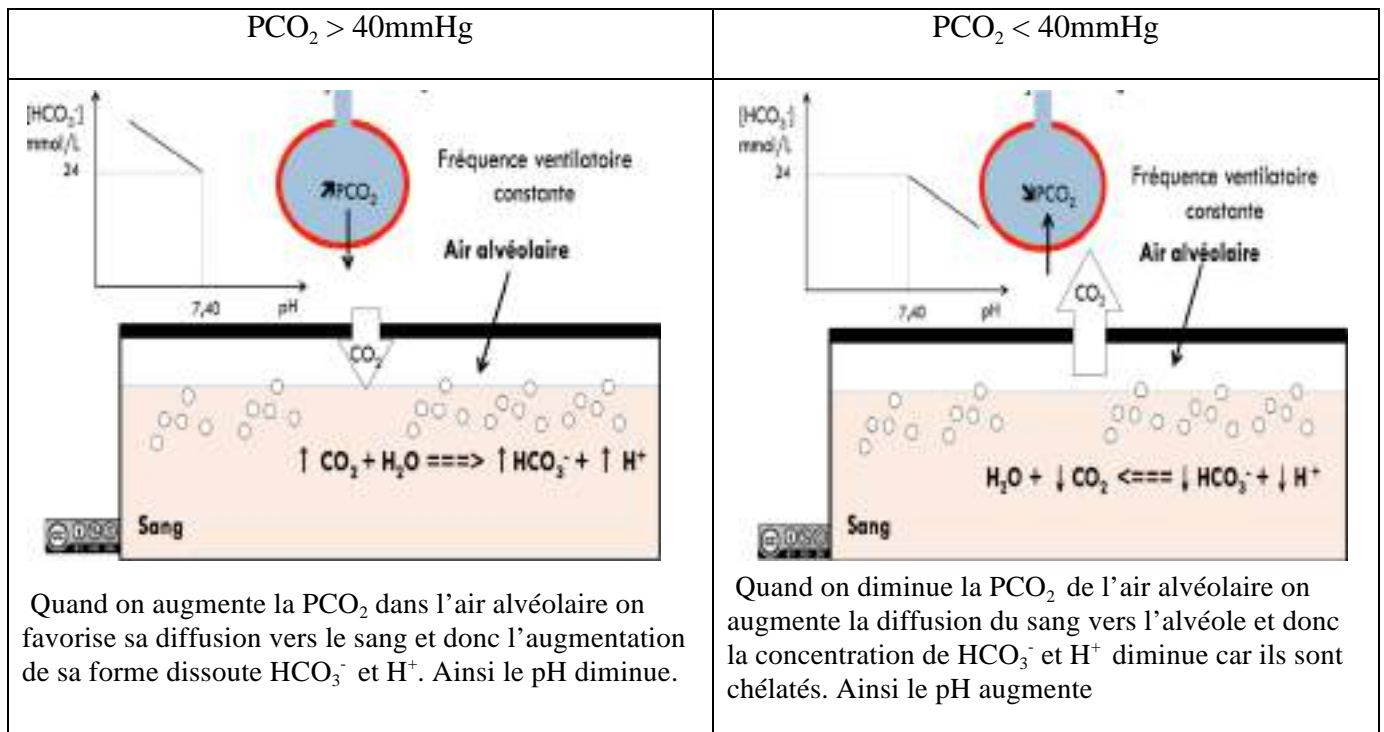 PCO₂ > 40mmHg
[HCO₃⁻]
mmol/L
24
7,40
pH
↗PCO₂
Fréquence ventilatoire
constante
Air alvéolaire
CO₂
↑ CO₂ + H₂O ===> ↑ HCO₃⁻ + ↑ H⁺
Sang
Quand on augmente la PCO₂ dans l’air alvéolaire on
favorise sa diffusion vers le sang et donc l’augmentation
de sa forme dissoute HCO₃⁻ et H⁺. Ainsi le pH diminue.
PCO₂ < 40mmHg
[HCO₃⁻]
mmol/L
24
7,40
pH
↘PCO₂
Fréquence ventilatoire
constante
Air alvéolaire
CO₂
H₂O + ↓ CO₂ <=== ↓ HCO₃⁻ + ↓ H⁺
Sang
Quand on diminue la PCO₂ de l’air alvéolaire on
augmente la diffusion du sang vers l’alvéole et donc
la concentration de HCO₃⁻ et H⁺ diminue car ils sont
chélatés. Ainsi le pH augmente